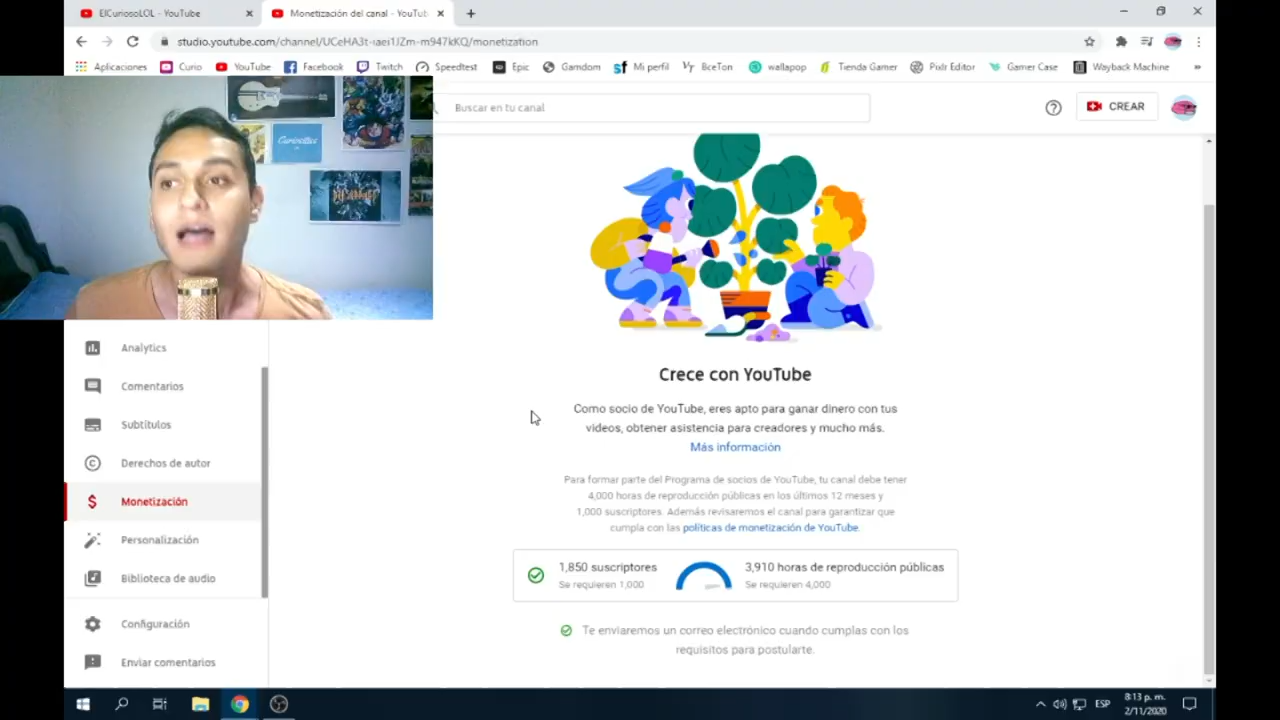 ElCuriosoLOL - YouTube
Monetización del canal - YouTub
studio.youtube.com/channel/
/monetization
Aplicaciones
Curio
YouTube
Facebook
Twitch
Speedtest
Epic
Gamdom
Mi perfil
BceTon
wallapop
Tienda Gamer
Pixlr Editor
Gamer Case
Wayback Machine
»
Buscar en tu canal
CREAR
Crece con YouTube
Como socio de YouTube, eres apto para ganar dinero con tus
videos, obtener asistencia para creadores y mucho más.
Más información
Para formar parte del Programa de socios de YouTube, tu canal debe tener
4,000 horas de reproducción públicas en los últimos 12 meses y
1,000 suscriptores. Además revisaremos el canal para garantizar que
cumpla con las políticas de monetización de YouTube.
1,850 suscriptores
Se requieren 1,000
3,910 horas de reproducción públicas
Se requieren 4,000
Te enviaremos un correo electrónico cuando cumplas con los
requisitos para postularte.
Analytics
Comentarios
Subtítulos
Derechos de autor
Monetización
Personalización
Biblioteca de audio
Configuración
Enviar comentarios
ESP
8:13 p. m.
2/11/2020